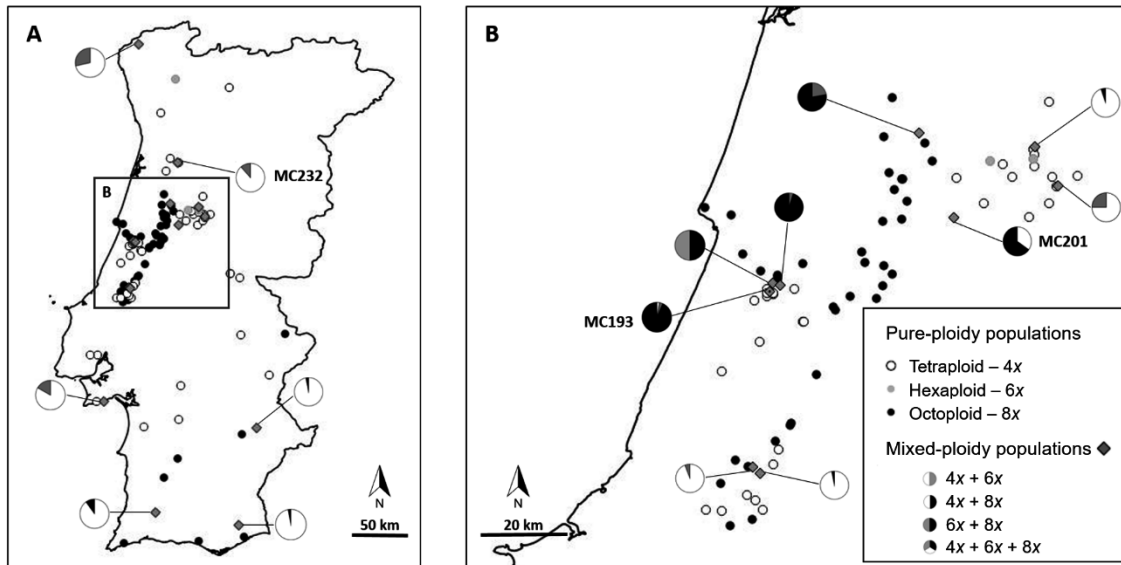 A
MC232
B
N
50 km
B
MC201
MC193
N
20 km
Pure-ploidy populations
Tetraploid – 4x
Hexaploid – 6x
Octoploid – 8x
Mixed-ploidy populations
4x + 6x
4x + 8x
6x + 8x
4x + 6x + 8x